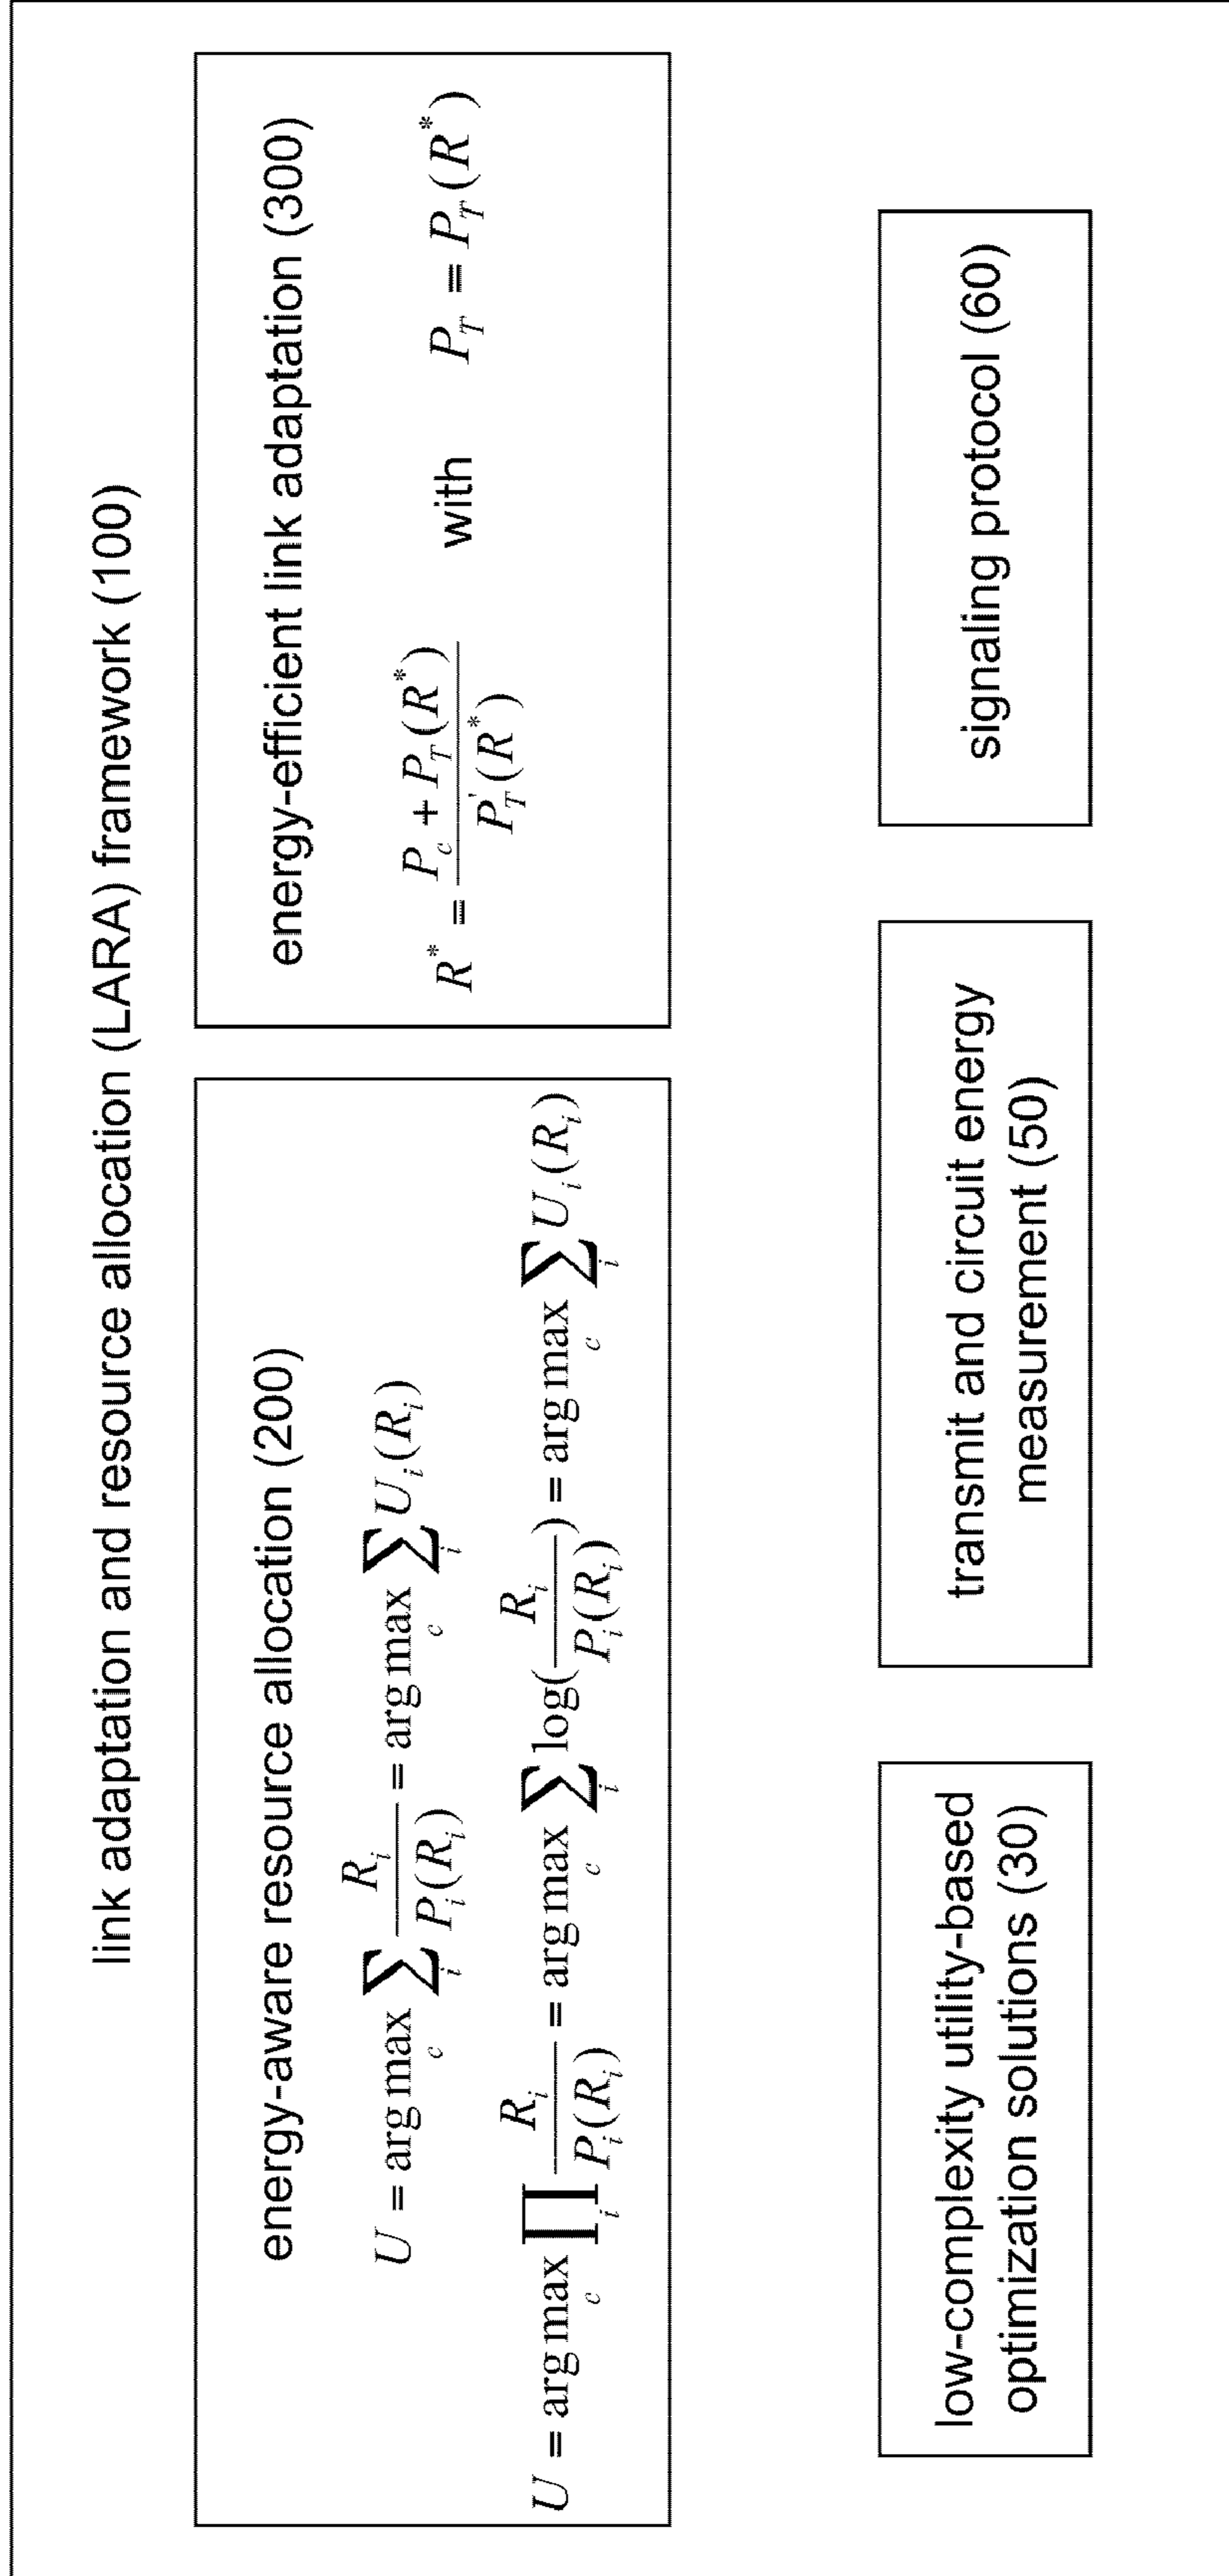 link adaptation and resource allocation (LARA) framework (100)
energy-aware resource allocation (200)
U = arg max_c ∑_i R_i / P_i(R_i) = arg max_c ∑_i U_i(R_i)
U = arg max_c ∏_i R_i / P_i(R_i) = arg max_c ∑_i log(R_i / P_i(R_i)) = arg max_c ∑_i U_i(R_i)
energy-efficient link adaptation (300)
R* = (P_c + P_T(R*)) / P_T'(R*) with P_T = P_T(R*)
low-complexity utility-based
optimization solutions (30)
transmit and circuit energy
measurement (50)
signaling protocol (60)